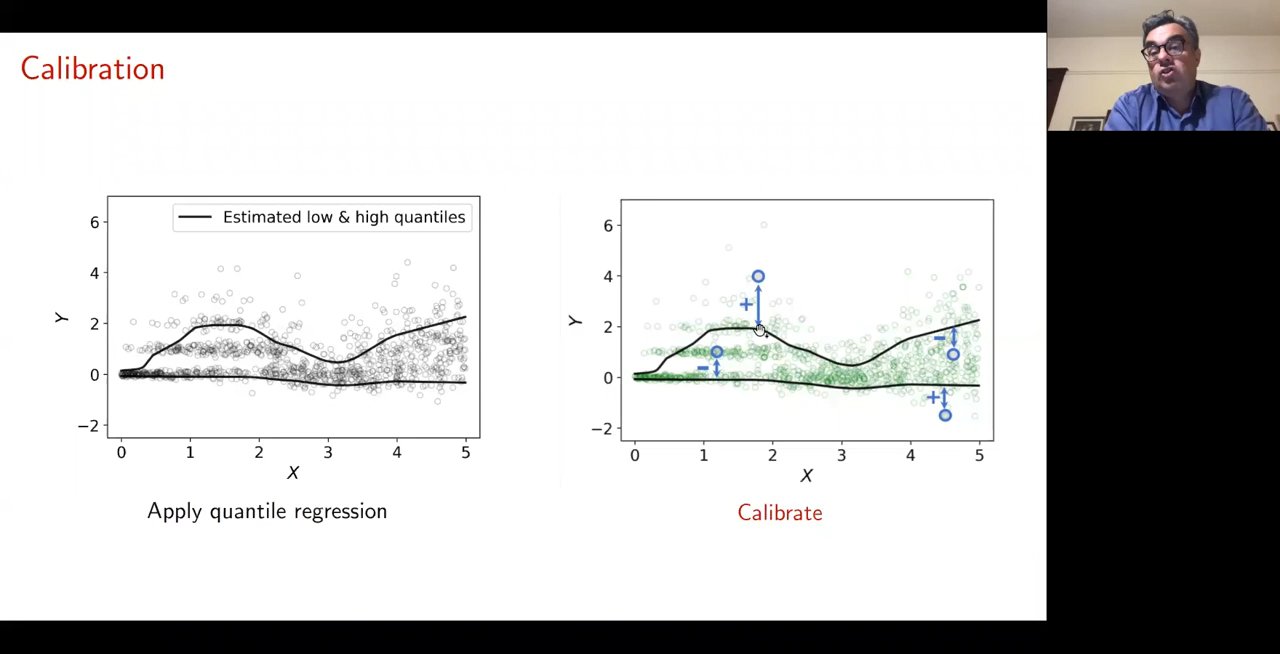 Calibration
Estimated low & high quantiles
6
4
2
0
−2
Y
0 1 2 3 4 5
X
Apply quantile regression
6
4
2
0
−2
Y
+
−
−
+
0 1 2 3 4 5
X
Calibrate